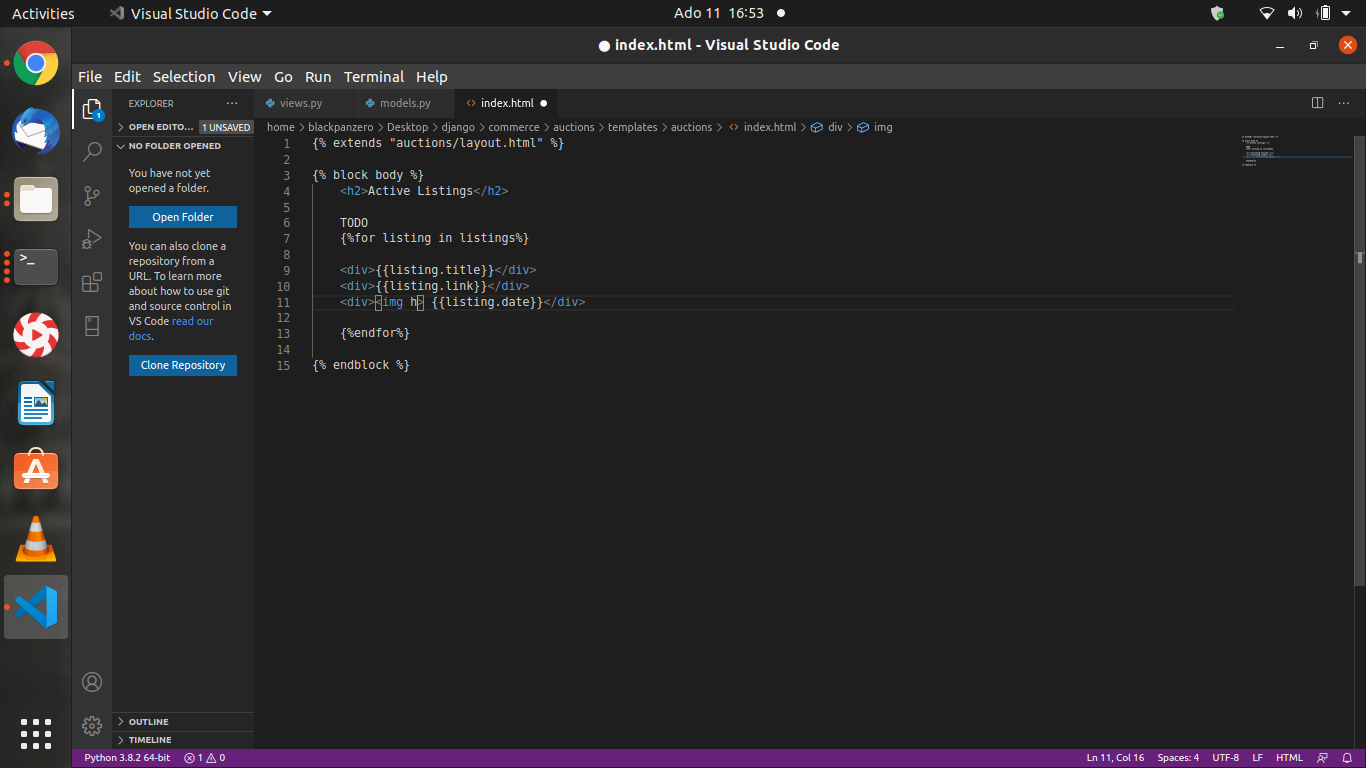 Activities
Visual Studio Code
Ado 11 16:53
● index.html - Visual Studio Code
File Edit Selection View Go Run Terminal Help
EXPLORER
views.py
models.py
index.html
OPEN EDITO... 1 UNSAVED
home > blackpanzero > Desktop > django > commerce > auctions > templates > auctions > index.html > div > img
NO FOLDER OPENED
You have not yet
opened a folder.
Open Folder
You can also clone a
repository from a
URL. To learn more
about how to use git
and source control in
VS Code read our
docs.
Clone Repository
OUTLINE
TIMELINE
1 {% extends "auctions/layout.html" %}
2
3 {% block body %}
4 <h2>Active Listings</h2>
5
6 TODO
7 {%for listing in listings%}
8
9 <div>{{listing.title}}</div>
10 <div>{{listing.link}}</div>
11 <div><img h> {{listing.date}}</div>
12
13 {%endfor%}
14
15 {% endblock %}
Python 3.8.2 64-bit
1 0
Ln 11, Col 16
Spaces: 4
UTF-8
LF
HTML